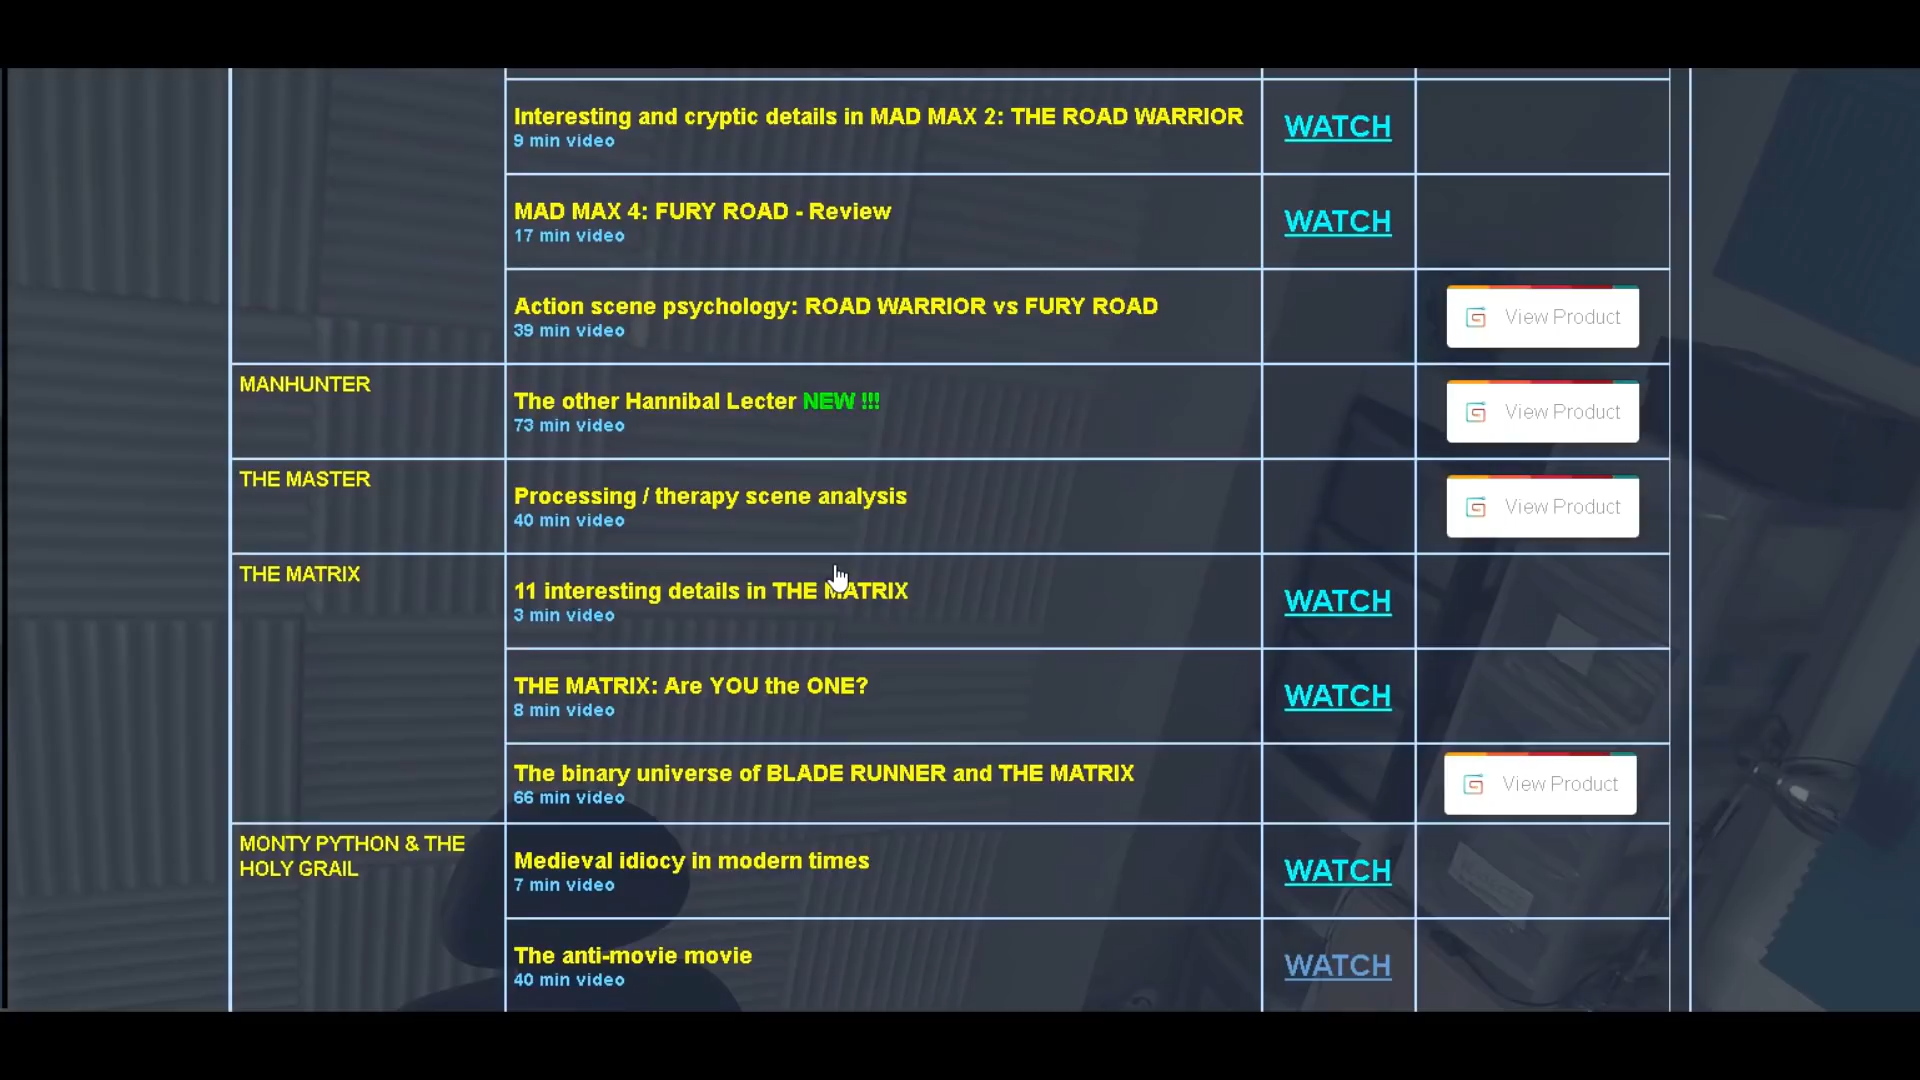 Interesting and cryptic details in MAD MAX 2: THE ROAD WARRIOR
9 min video
WATCH
MAD MAX 4: FURY ROAD - Review
17 min video
WATCH
Action scene psychology: ROAD WARRIOR vs FURY ROAD
39 min video
View Product
MANHUNTER
The other Hannibal Lecter NEW !!!
73 min video
View Product
THE MASTER
Processing / therapy scene analysis
40 min video
View Product
THE MATRIX
11 interesting details in THE MATRIX
3 min video
WATCH
THE MATRIX: Are YOU the ONE?
8 min video
WATCH
The binary universe of BLADE RUNNER and THE MATRIX
66 min video
View Product
MONTY PYTHON & THE
HOLY GRAIL
Medieval idiocy in modern times
7 min video
WATCH
The anti-movie movie
40 min video
WATCH